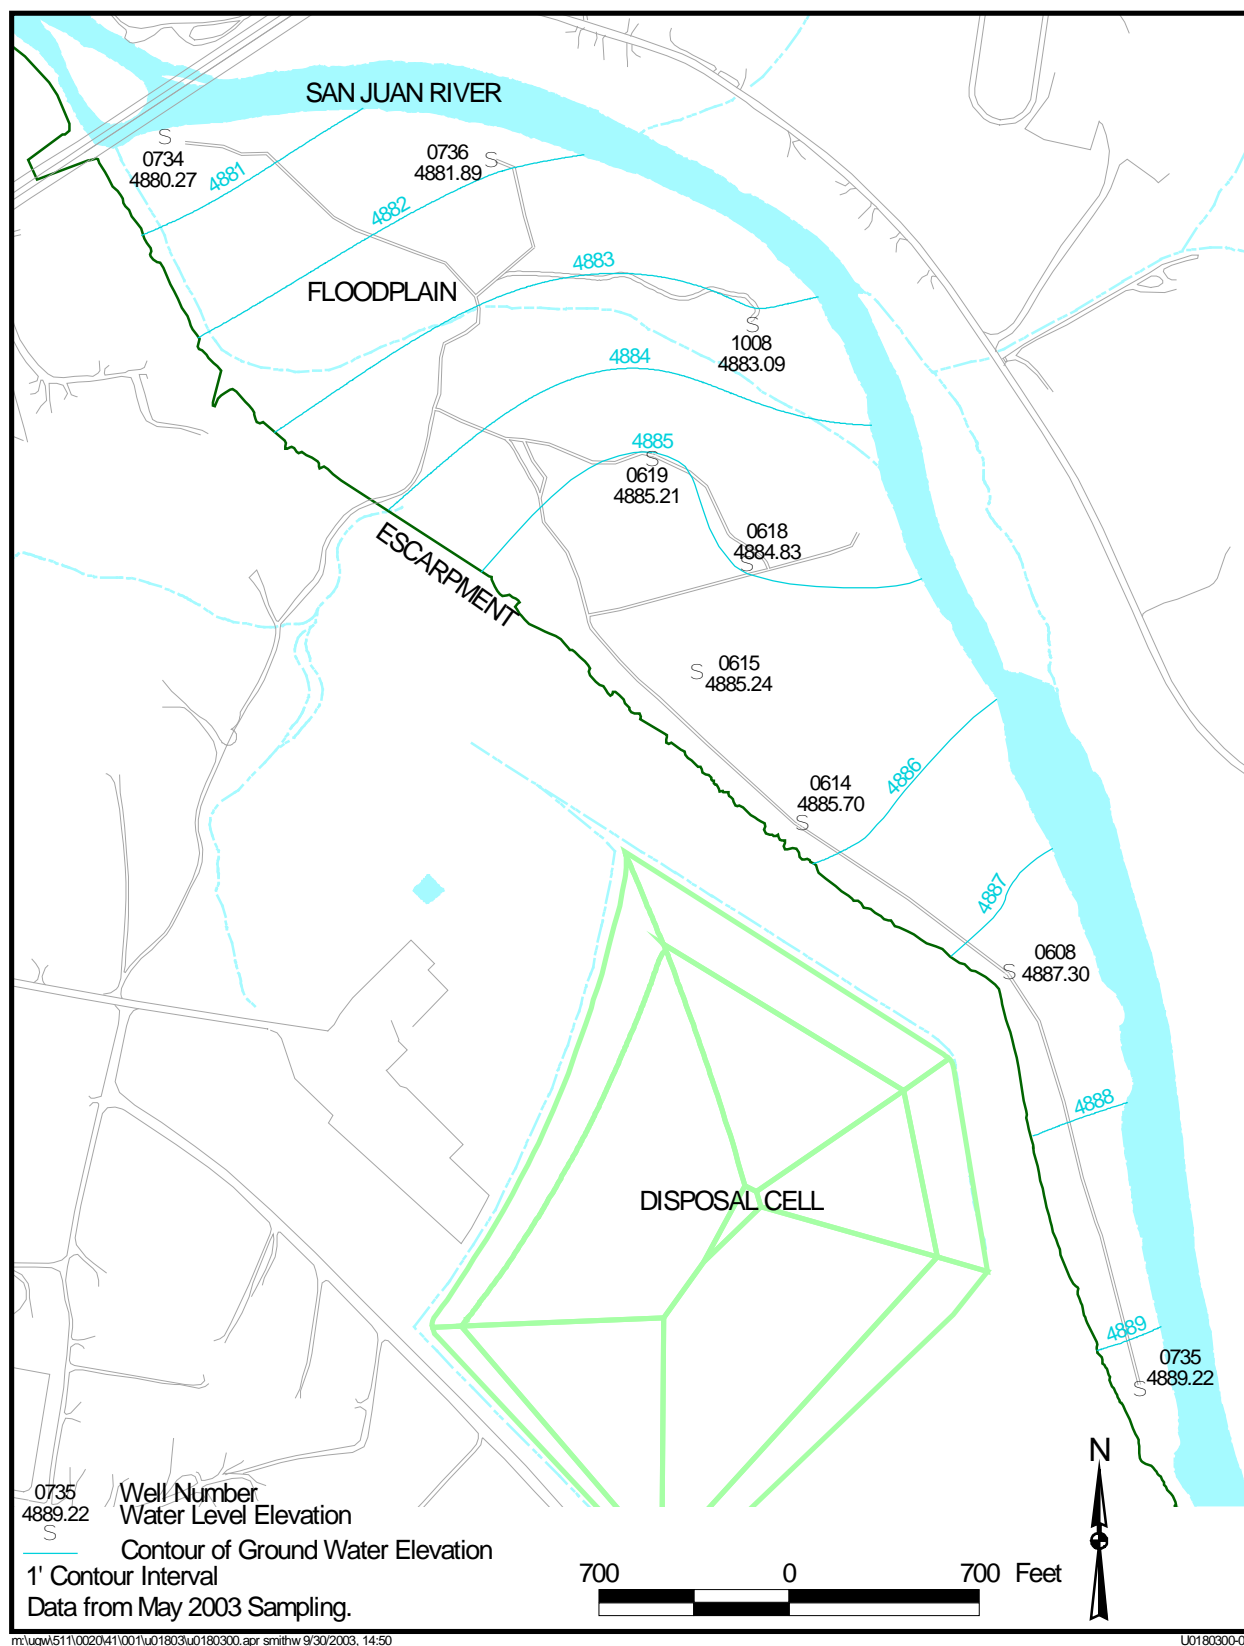 SAN JUAN RIVER
S
0734
4880.27
4881
0736
4881.89
S
4882
4883
FLOODPLAIN
S
1008
4883.09
4884
4885
S
0619
4885.21
0618
4884.83
S
ESCARPMENT
S
0615
4885.24
4886
0614
4885.70
S
4887
0608
4887.30
S
4888
DISPOSAL CELL
4889
0735
4889.22
S
N
0735
4889.22
S
Well Number
Water Level Elevation
Contour of Ground Water Elevation
1' Contour Interval
Data from May 2003 Sampling.
700 0 700 Feet
m:\ugw\511\0020\41\001\u01803\u0180300.apr smithw 9/30/2003, 14:50
U0180300-0